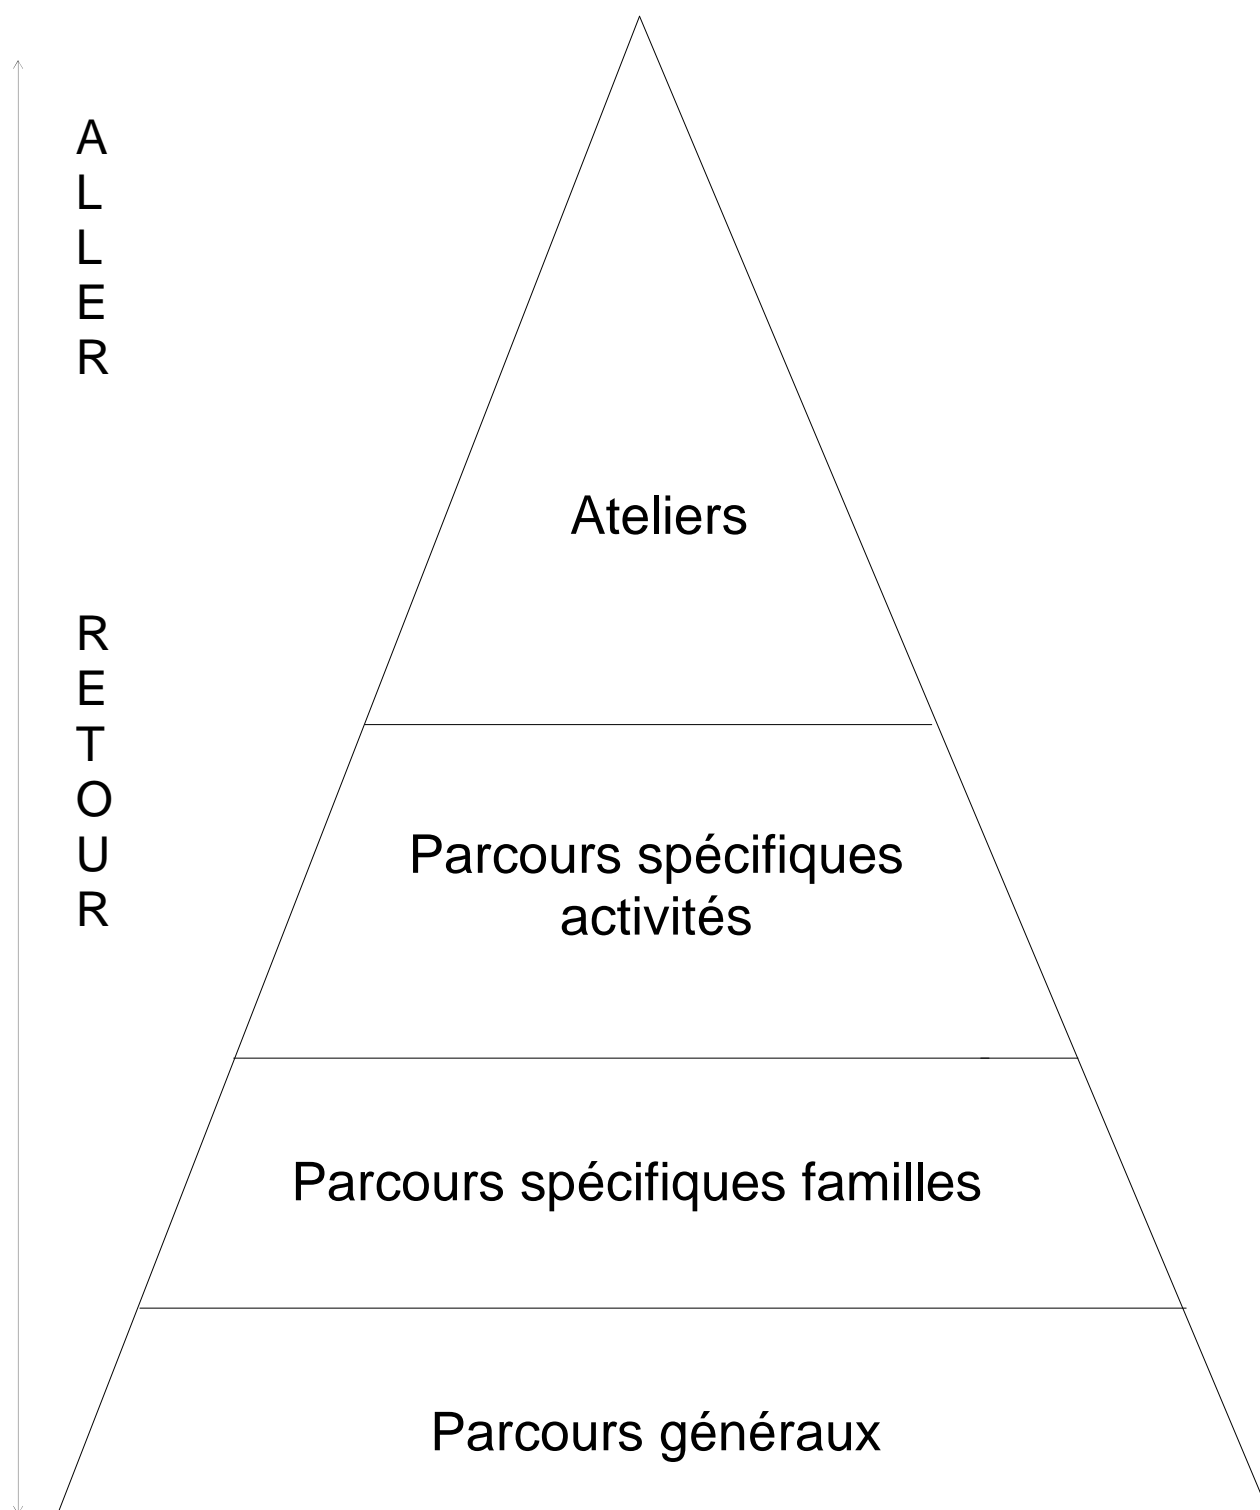 A
L
L
E
R
R
E
T
O
U
R
Ateliers
Parcours spécifiques
activités
Parcours spécifiques familles
Parcours généraux